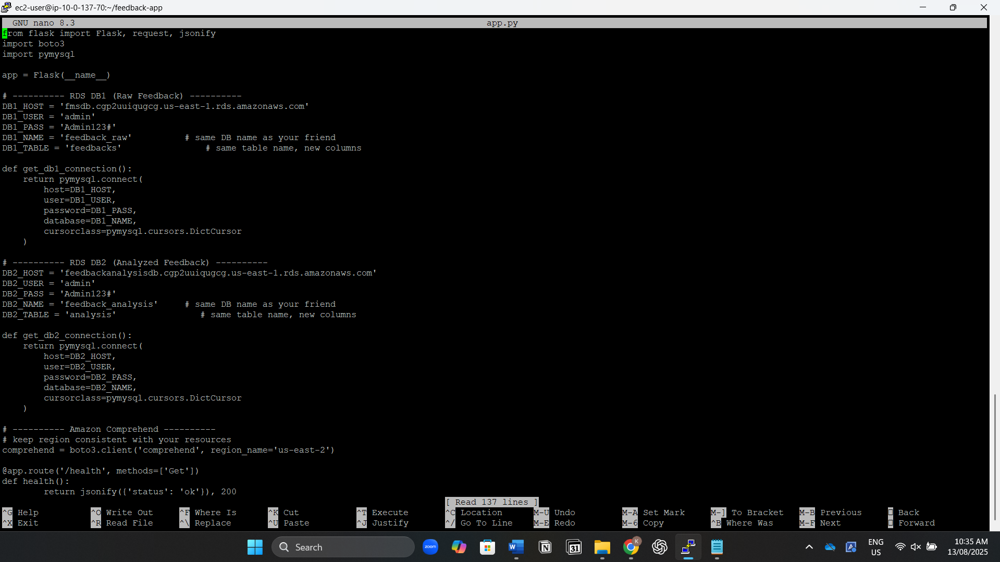 ec2-user@ip-10-0-137-70:~/feedback-app
GNU nano 8.3 app.py
from flask import Flask, request, jsonify
import boto3
import pymysql
app = Flask(__name__)
# ---------- RDS DB1 (Raw Feedback) ----------
DB1_HOST = 'fmsdb.cgp2uuiqugcg.us-east-1.rds.amazonaws.com'
DB1_USER = 'admin'
DB1_PASS = 'Admin123#'
DB1_NAME = 'feedback_raw' # same DB name as your friend
DB1_TABLE = 'feedbacks' # same table name, new columns
def get_db1_connection():
    return pymysql.connect(
        host=DB1_HOST,
        user=DB1_USER,
        password=DB1_PASS,
        database=DB1_NAME,
        cursorclass=pymysql.cursors.DictCursor
    )
# ---------- RDS DB2 (Analyzed Feedback) ----------
DB2_HOST = 'feedbackanalysisdb.cgp2uuiqugcg.us-east-1.rds.amazonaws.com'
DB2_USER = 'admin'
DB2_PASS = 'Admin123#'
DB2_NAME = 'feedback_analysis' # same DB name as your friend
DB2_TABLE = 'analysis' # same table name, new columns
def get_db2_connection():
    return pymysql.connect(
        host=DB2_HOST,
        user=DB2_USER,
        password=DB2_PASS,
        database=DB2_NAME,
        cursorclass=pymysql.cursors.DictCursor
    )
# ---------- Amazon Comprehend ----------
# keep region consistent with your resources
comprehend = boto3.client('comprehend', region_name='us-east-2')
@app.route('/health', methods=['Get'])
def health():
        return jsonify({'status': 'ok'}), 200
[ Read 137 lines ]
^G Help ^O Write Out ^F Where Is ^K Cut ^T Execute ^C Location M-U Undo M-A Set Mark M-] To Bracket M-B Previous Back
^X Exit ^R Read File ^\ Replace ^U Paste ^J Justify ^/ Go To Line M-E Redo M-6 Copy ^B Where Was M-F Next Forward
Search
zoom
31
K
ENG
US
10:35 AM
13/08/2025